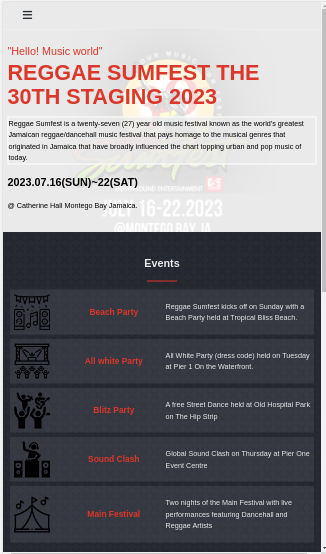 "Hello! Music world"
REGGAE SUMFEST THE
30TH STAGING 2023
Reggae Sumfest is a twenty-seven (27) year old music festival known as the world's greatest
Jamaican reggae/dancehall music festival that pays homage to the musical genres that
originated in Jamaica that have broadly influenced the chart topping urban and pop music of
today.
2023.07.16(SUN)~22(SAT)
ENTERTAINMENT
JULY 16-22.2023
@ Catherine Hall Montego Bay Jamaica.
@MONTEGO BAY, JA
Events
Beach Party
Reggae Sumfest kicks off on Sunday with a
Beach Party held at Tropical Bliss Beach.
All white Party
All White Party (dress code) held on Tuesday
at Pier 1 On the Waterfront.
Blitz Party
A free Street Dance held at Old Hospital Park
on The Hip Strip
Sound Clash
Global Sound Clash on Thursday at Pier One
Event Centre
Main Festival
Two nights of the Main Festival with live
performances featuring Dancehall and
Reggae Artists